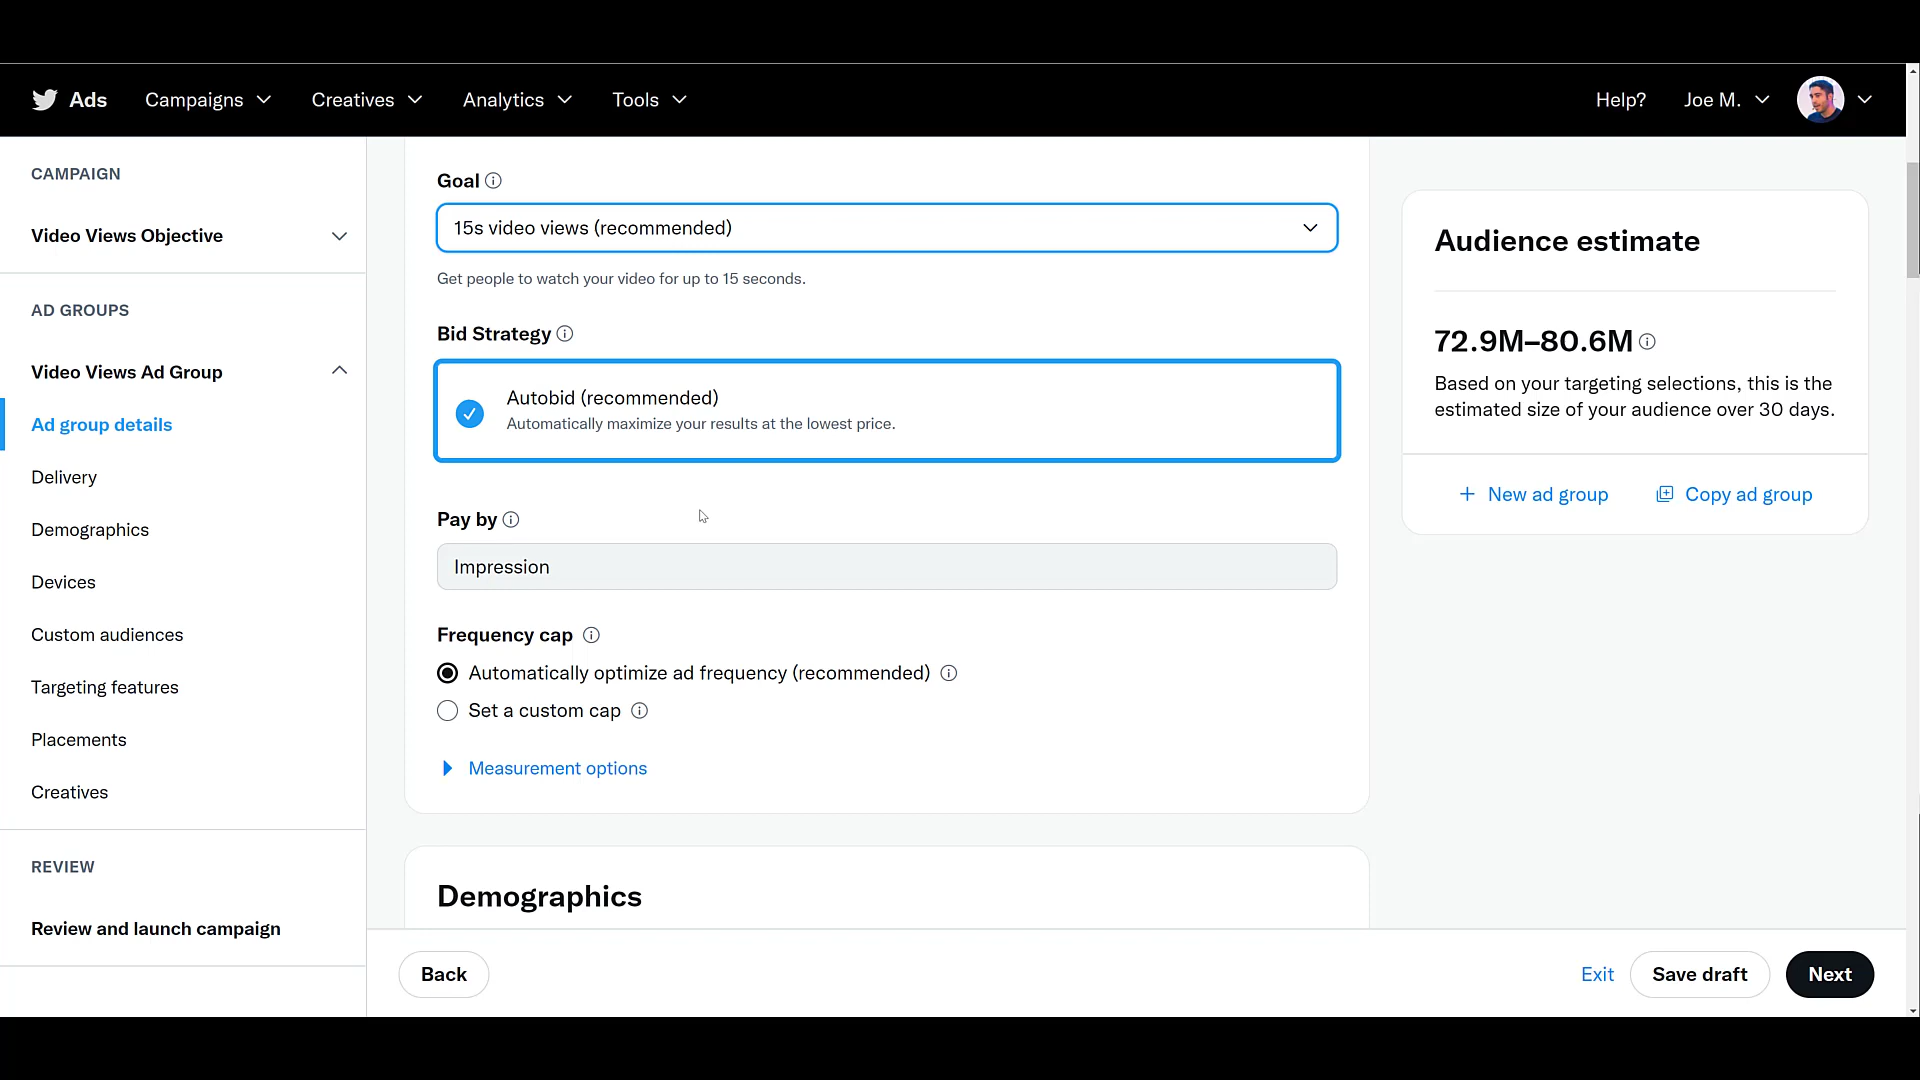 Ads
Campaigns
Creatives
Analytics
Tools
Help?
Joe M.
CAMPAIGN
Video Views Objective
AD GROUPS
Video Views Ad Group
Ad group details
Delivery
Demographics
Devices
Custom audiences
Targeting features
Placements
Creatives
REVIEW
Review and launch campaign
Goal
15s video views (recommended)
Get people to watch your video for up to 15 seconds.
Bid Strategy
Autobid (recommended)
Automatically maximize your results at the lowest price.
Pay by
Impression
Frequency cap
Automatically optimize ad frequency (recommended)
Set a custom cap
Measurement options
Demographics
Audience estimate
72.9M–80.6M
Based on your targeting selections, this is the
estimated size of your audience over 30 days.
New ad group
Copy ad group
Back
Exit
Save draft
Next